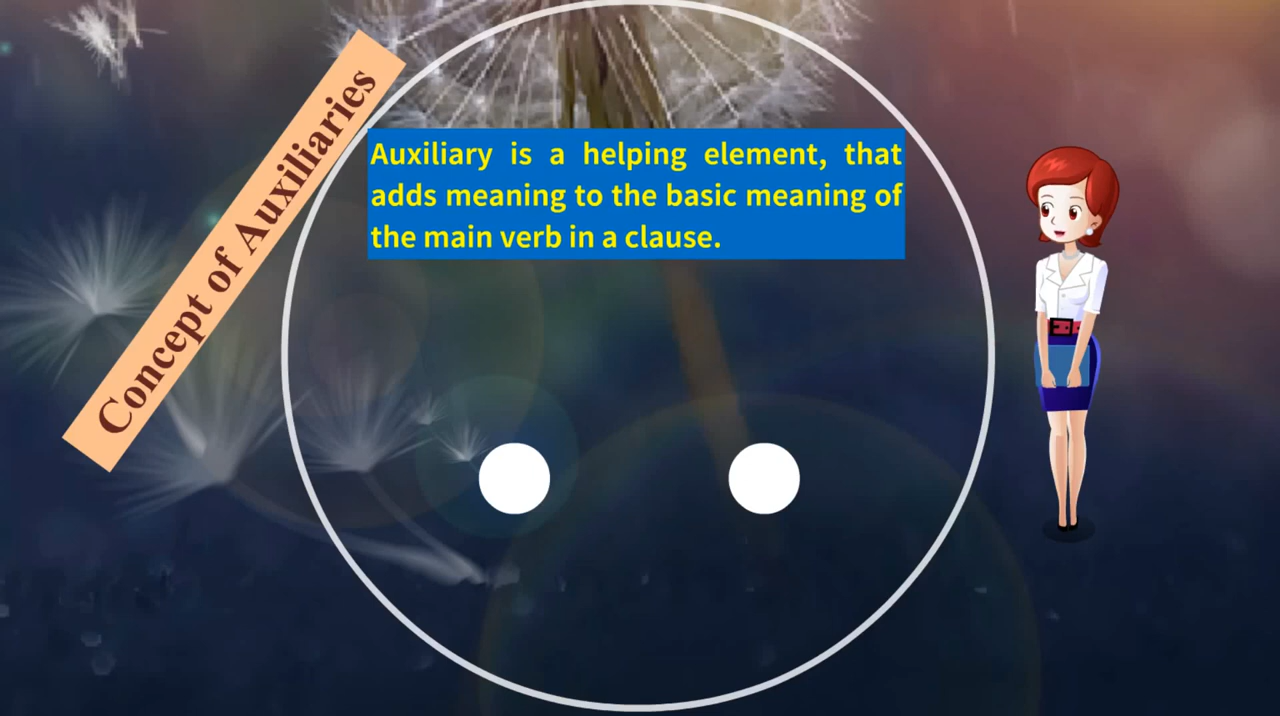 Concept of Auxiliaries
Auxiliary is a helping element, that
adds meaning to the basic meaning of
the main verb in a clause.